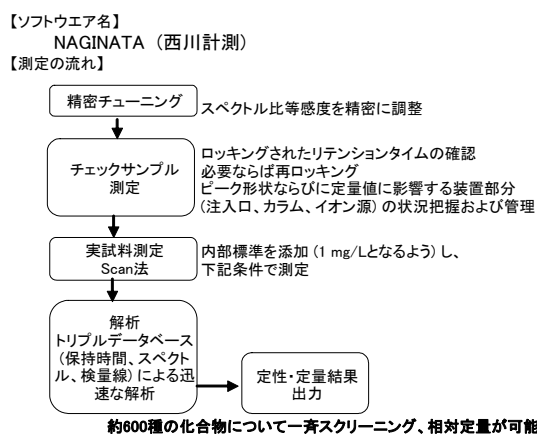 【ソフトウエア名】
NAGINATA（西川計測）
【測定の流れ】
精密チューニング
スペクトル比等感度を精密に調整
チェックサンプル
測定
ロッキングされたリテンションタイムの確認
必要ならば再ロッキング
ピーク形状ならびに定量値に影響する装置部分
（注入口、カラム、イオン源）の状況把握および管理
実試料測定
Scan法
内部標準を添加（1 mg/Lとなるよう）し、
下記条件で測定
解析
トリプルデータベース
（保持時間、スペクト
ル、検量線）による迅
速な解析
定性・定量結果
出力
約600種の化合物について一斉スクリーニング、相対定量が可能